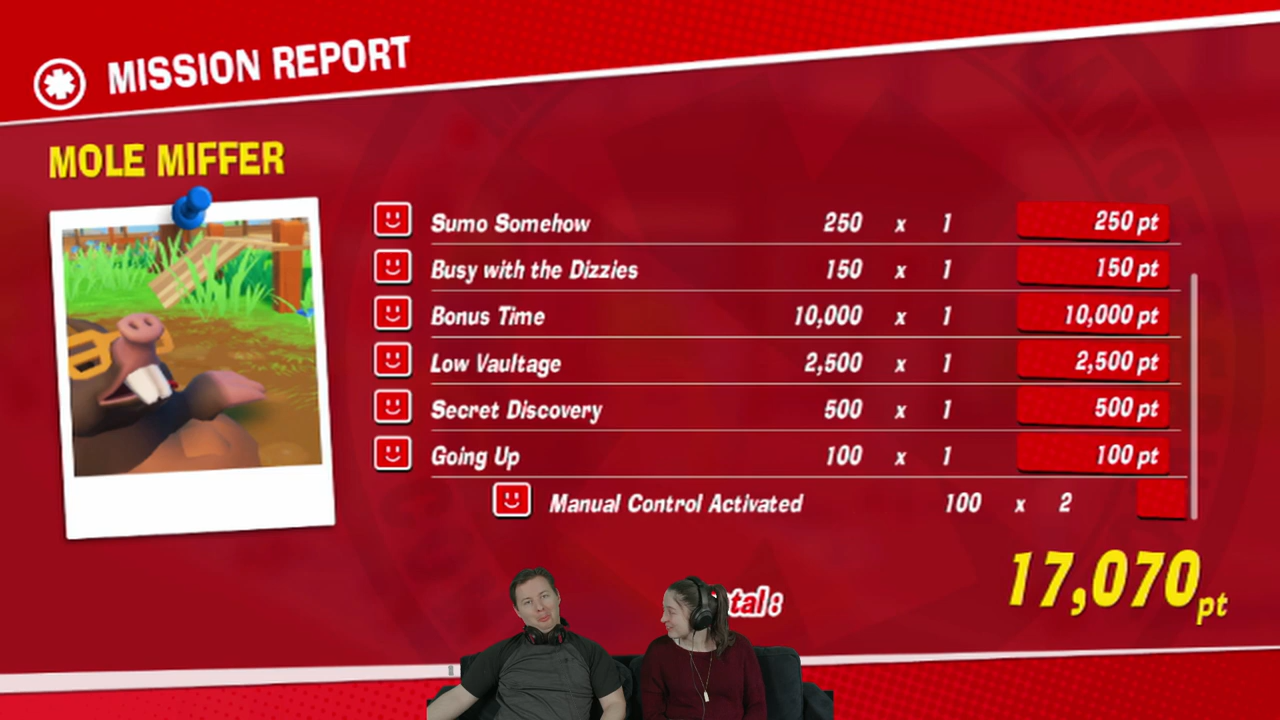 MISSION REPORT
MOLE MIFFER
Sumo Somehow 250 x 1 250 pt
Busy with the Dizzies 150 x 1 150 pt
Bonus Time 10,000 x 1 10,000 pt
Low Vaultage 2,500 x 1 2,500 pt
Secret Discovery 500 x 1 500 pt
Going Up 100 x 1 100 pt
Manual Control Activated 100 x 2
17,070 pt